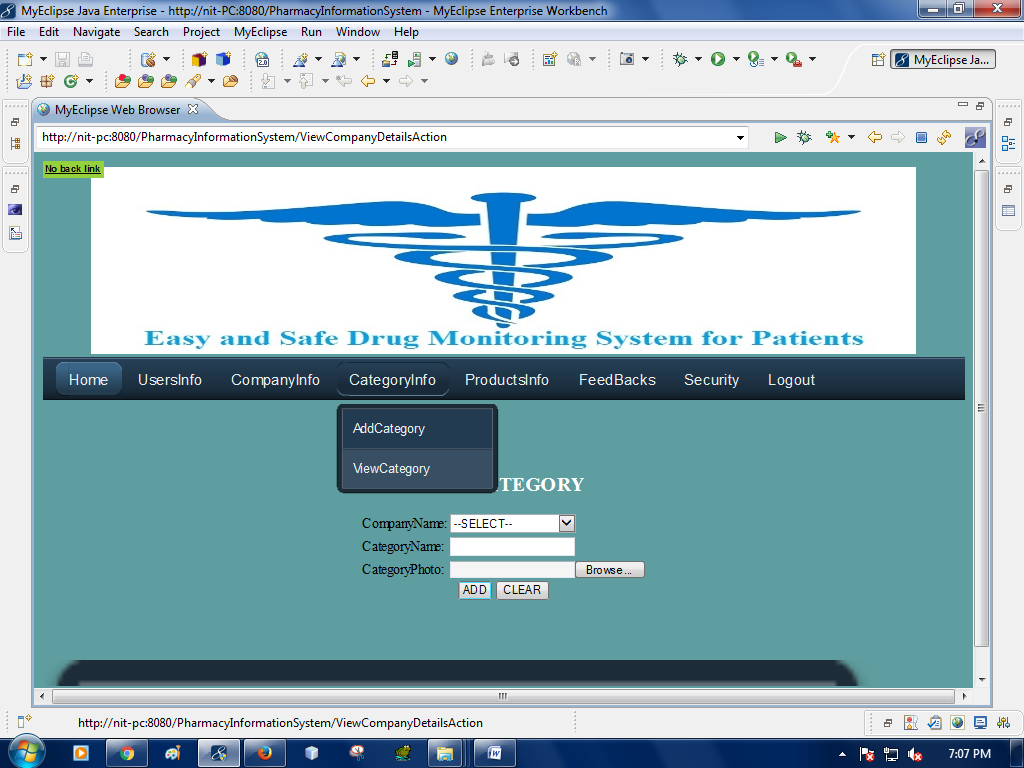 MyEclipse Java Enterprise - http://nit-PC:8080/PharmacyInformationSystem - MyEclipse Enterprise Workbench
File Edit Navigate Search Project MyEclipse Run Window Help
MyEclipse Ja...
MyEclipse Web Browser
http://nit-pc:8080/PharmacyInformationSystem/ViewCompanyDetailsAction
No back link
Easy and Safe Drug Monitoring System for Patients
Home UsersInfo CompanyInfo CategoryInfo ProductsInfo FeedBacks Security Logout
AddCategory
ViewCategory
TEGORY
CompanyName: --SELECT--
CategoryName:
CategoryPhoto: Browse...
ADD CLEAR
http://nit-pc:8080/PharmacyInformationSystem/ViewCompanyDetailsAction
7:07 PM